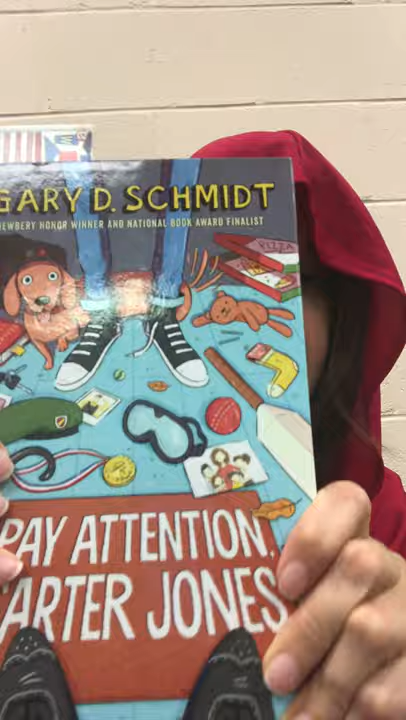 GARY D. SCHMIDT
NEWBERY HONOR WINNER AND NATIONAL BOOK AWARD FINALIST
PIZZA
PAY ATTENTION,
ARTER JONES